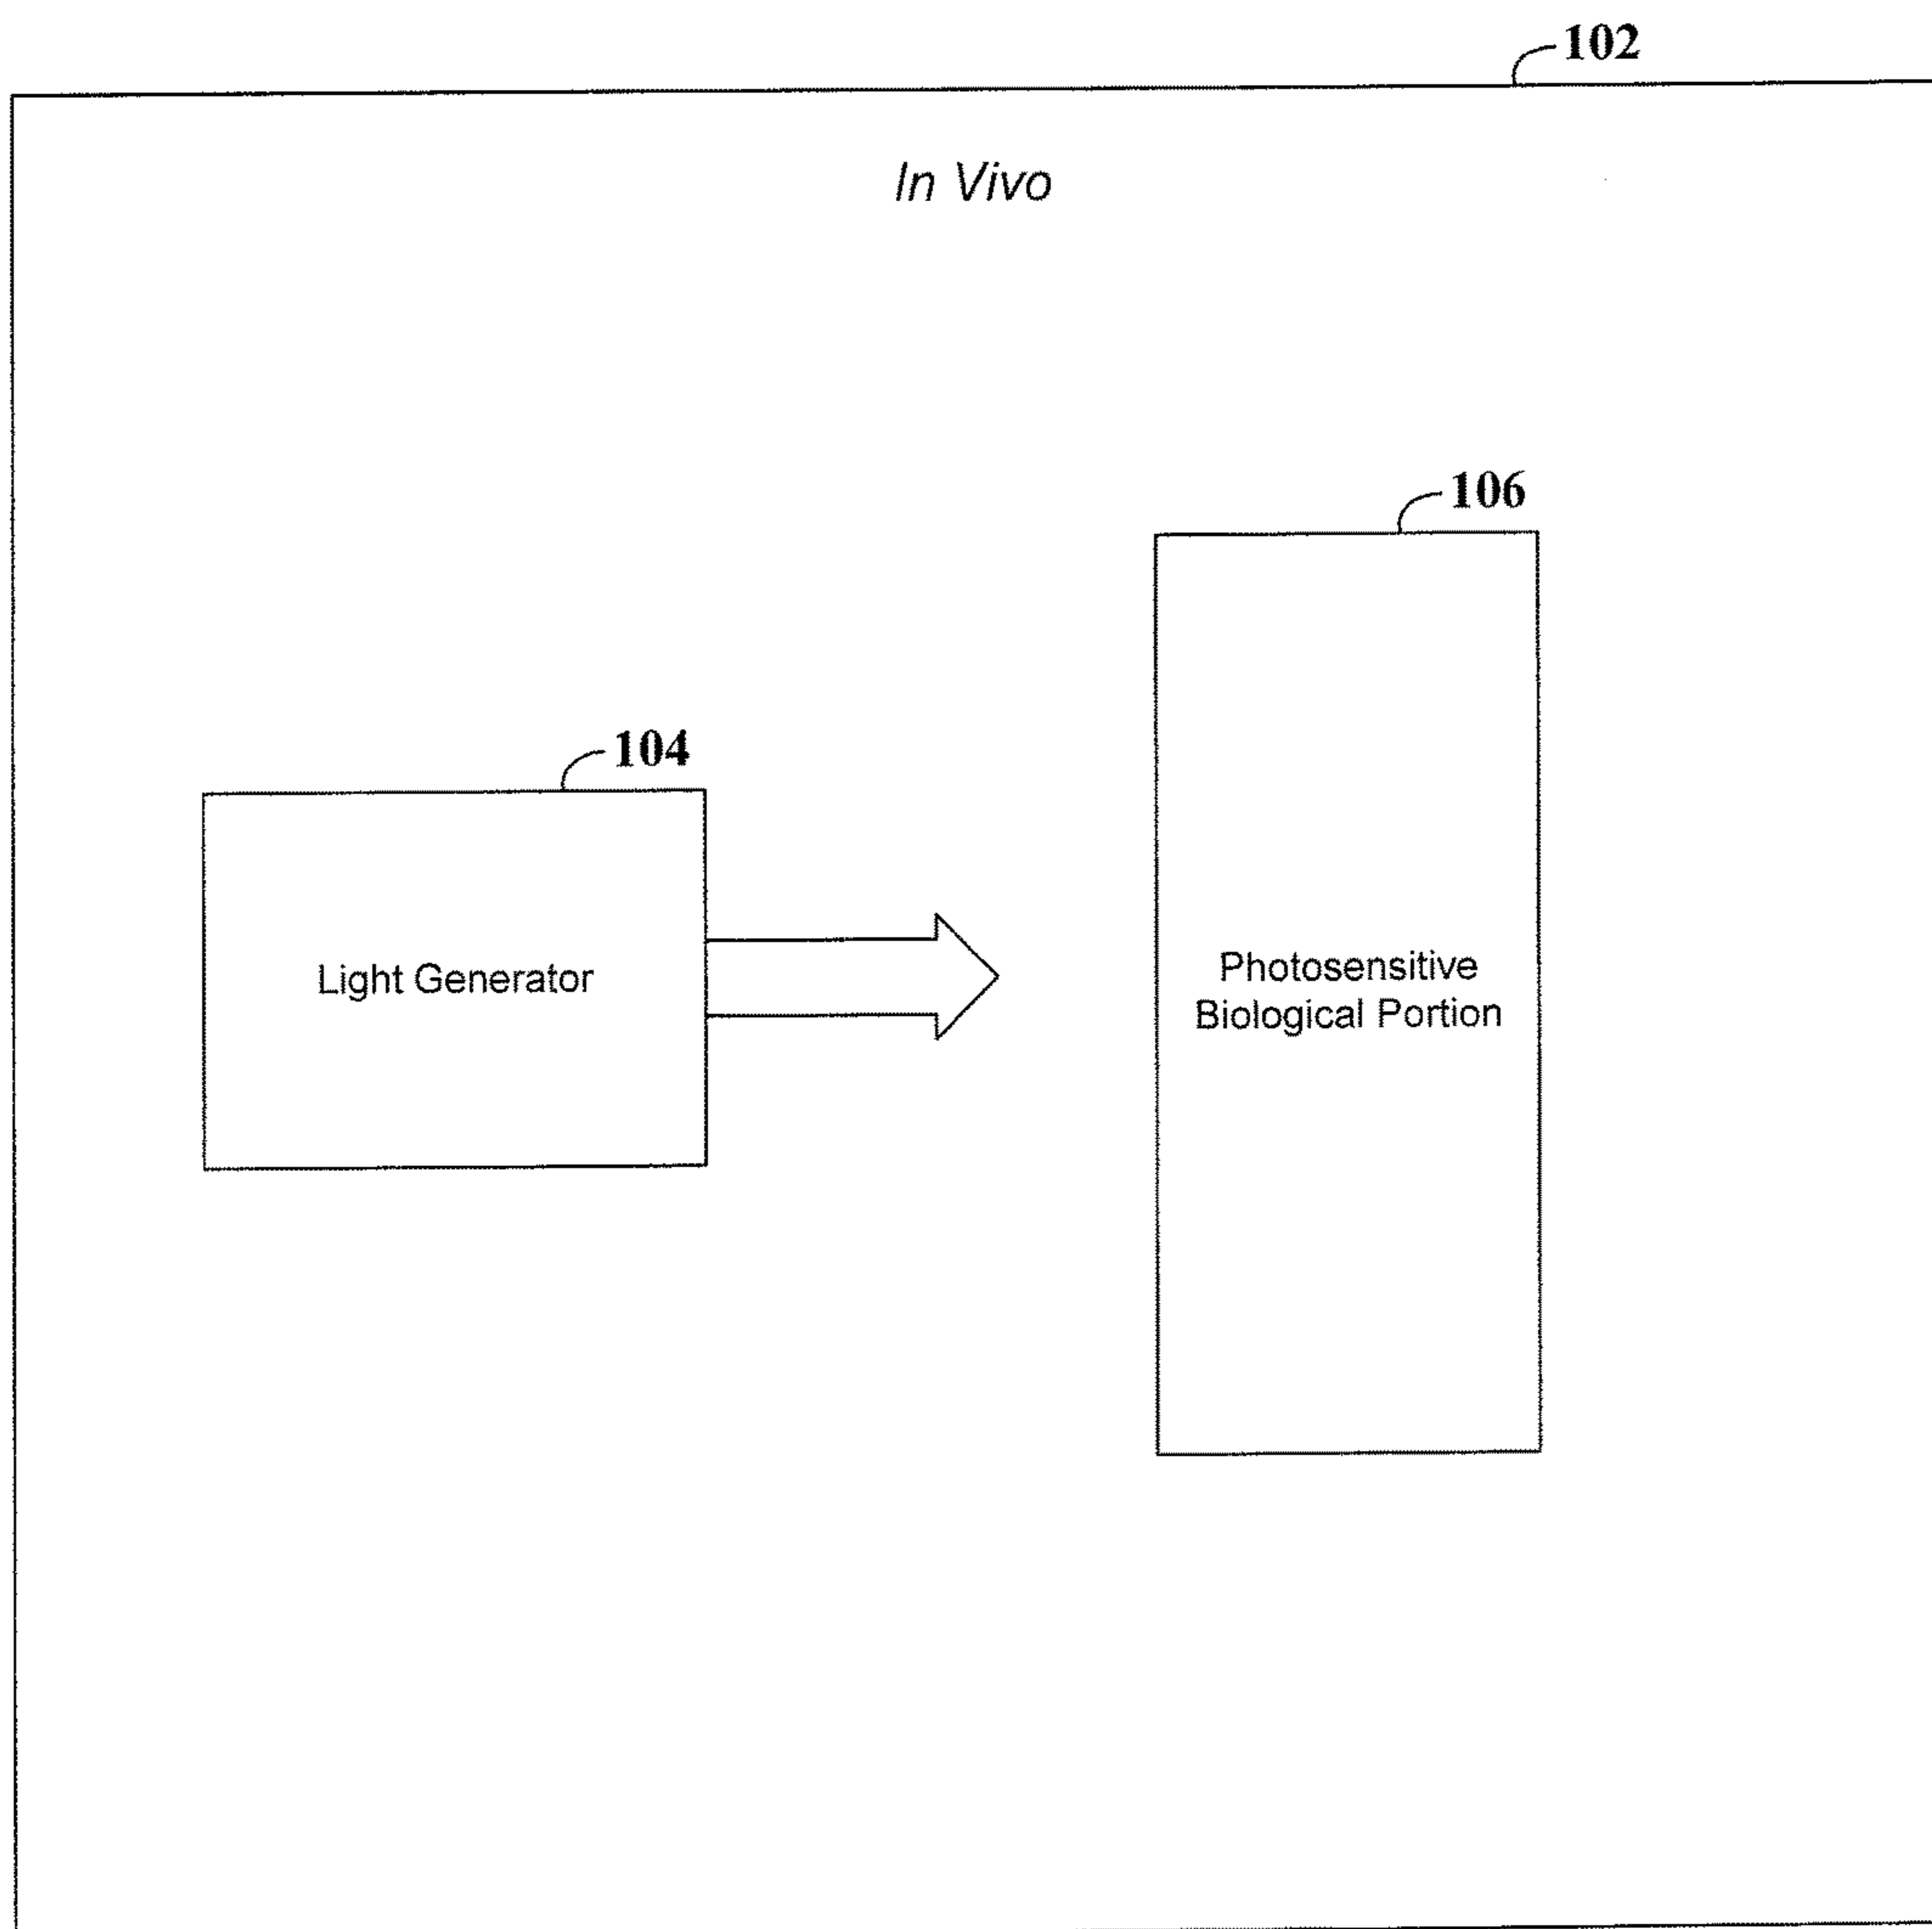 102
In Vivo
106
104
Light Generator
Photosensitive
Biological Portion